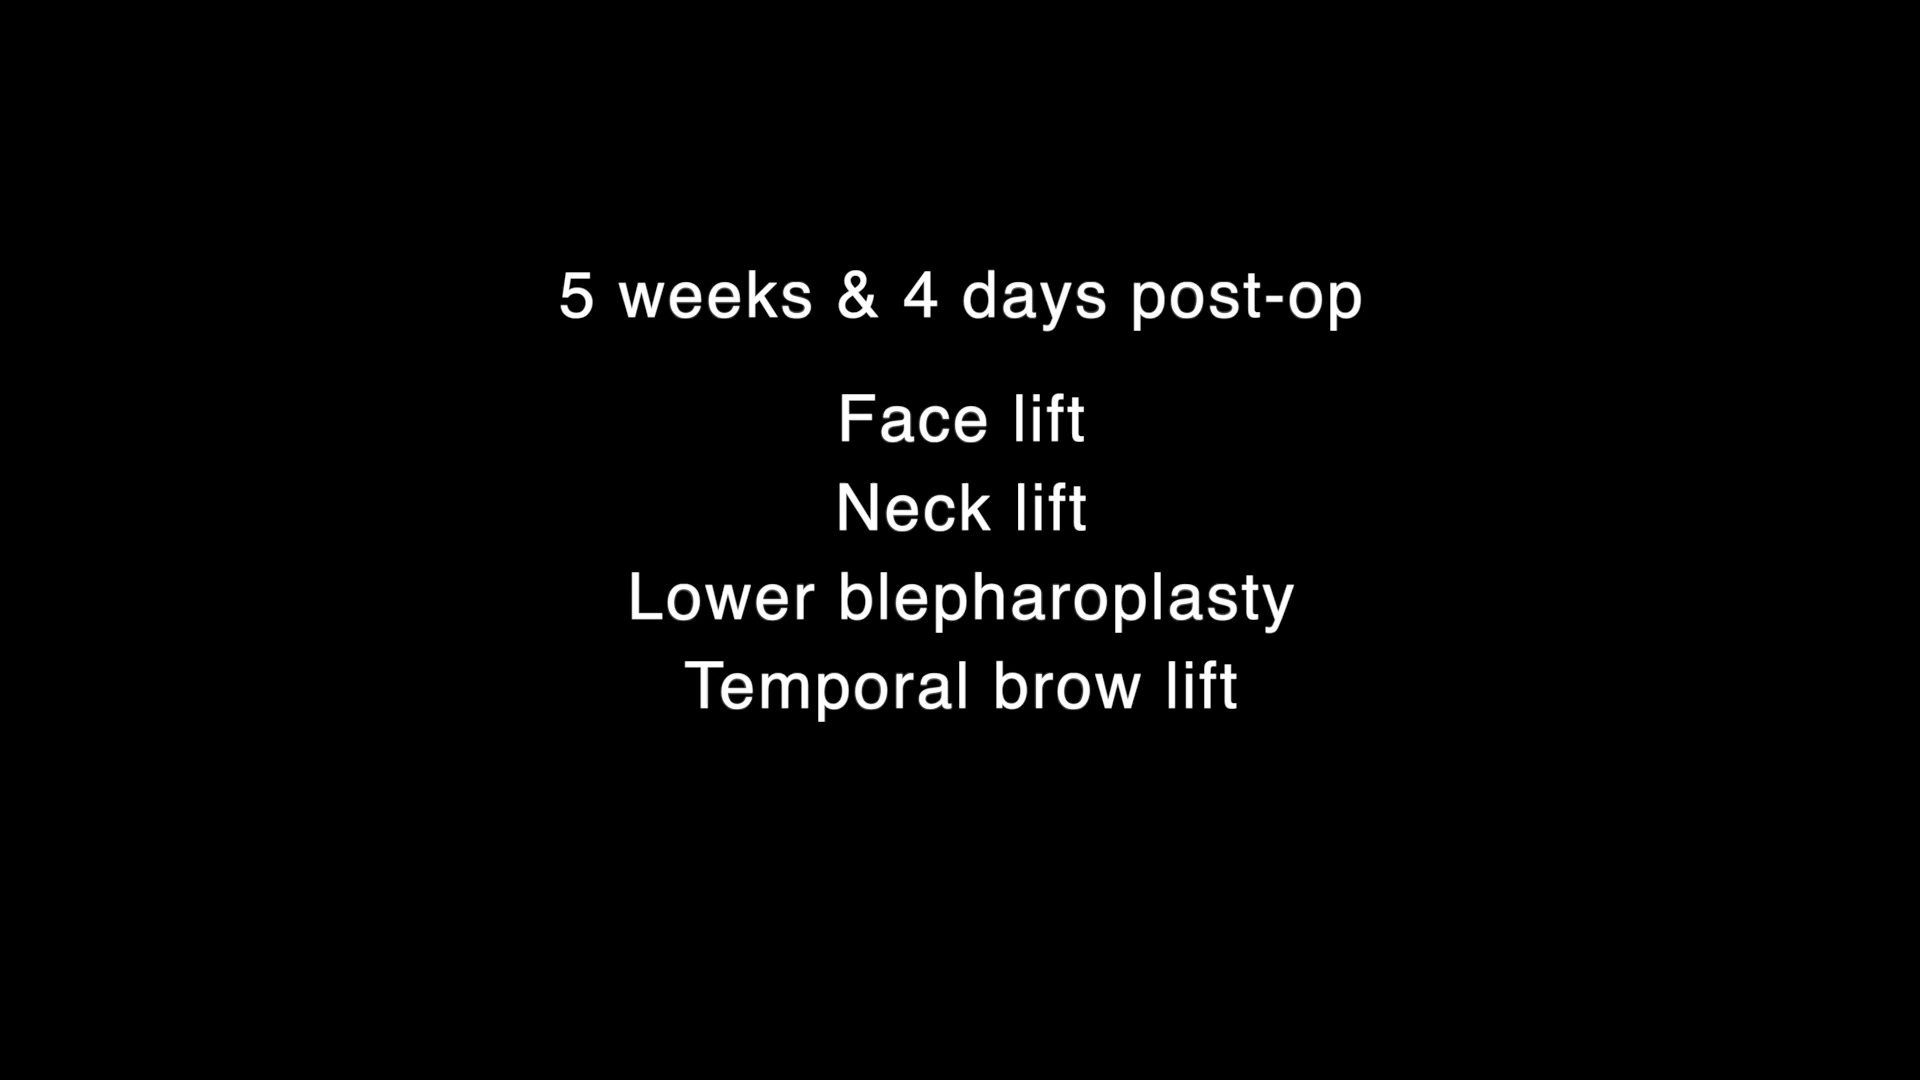 5 weeks & 4 days post-op
Face lift
Neck lift
Lower blepharoplasty
Temporal brow lift